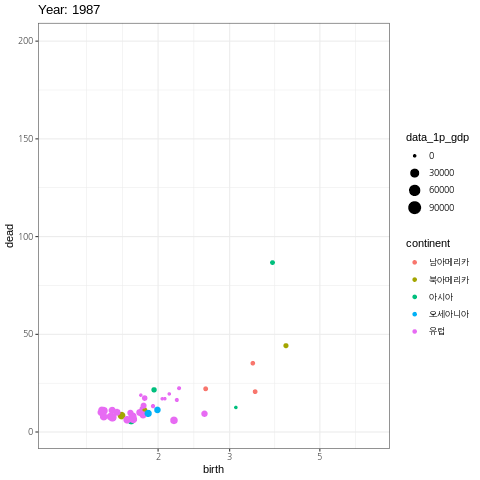 Year: 1987
200
150
100
50
0
dead
2
3
5
birth
data_1p_gdp
0
30000
60000
90000
continent
남아메리카
북아메리카
아시아
오세아니아
유럽